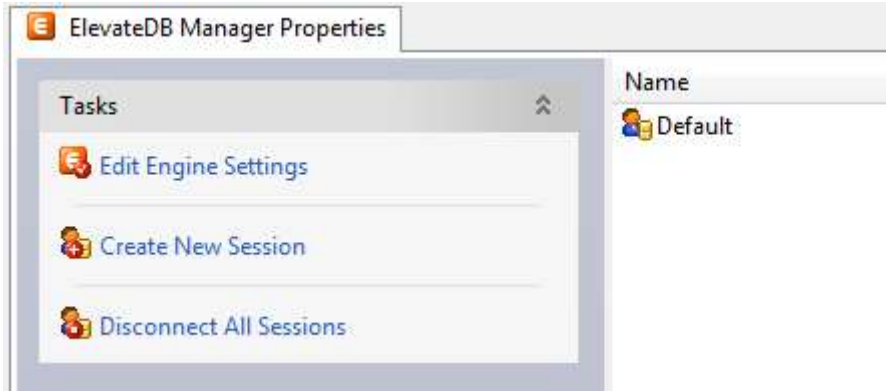 ElevateDB Manager Properties
Tasks
Edit Engine Settings
Create New Session
Disconnect All Sessions
Name
Default